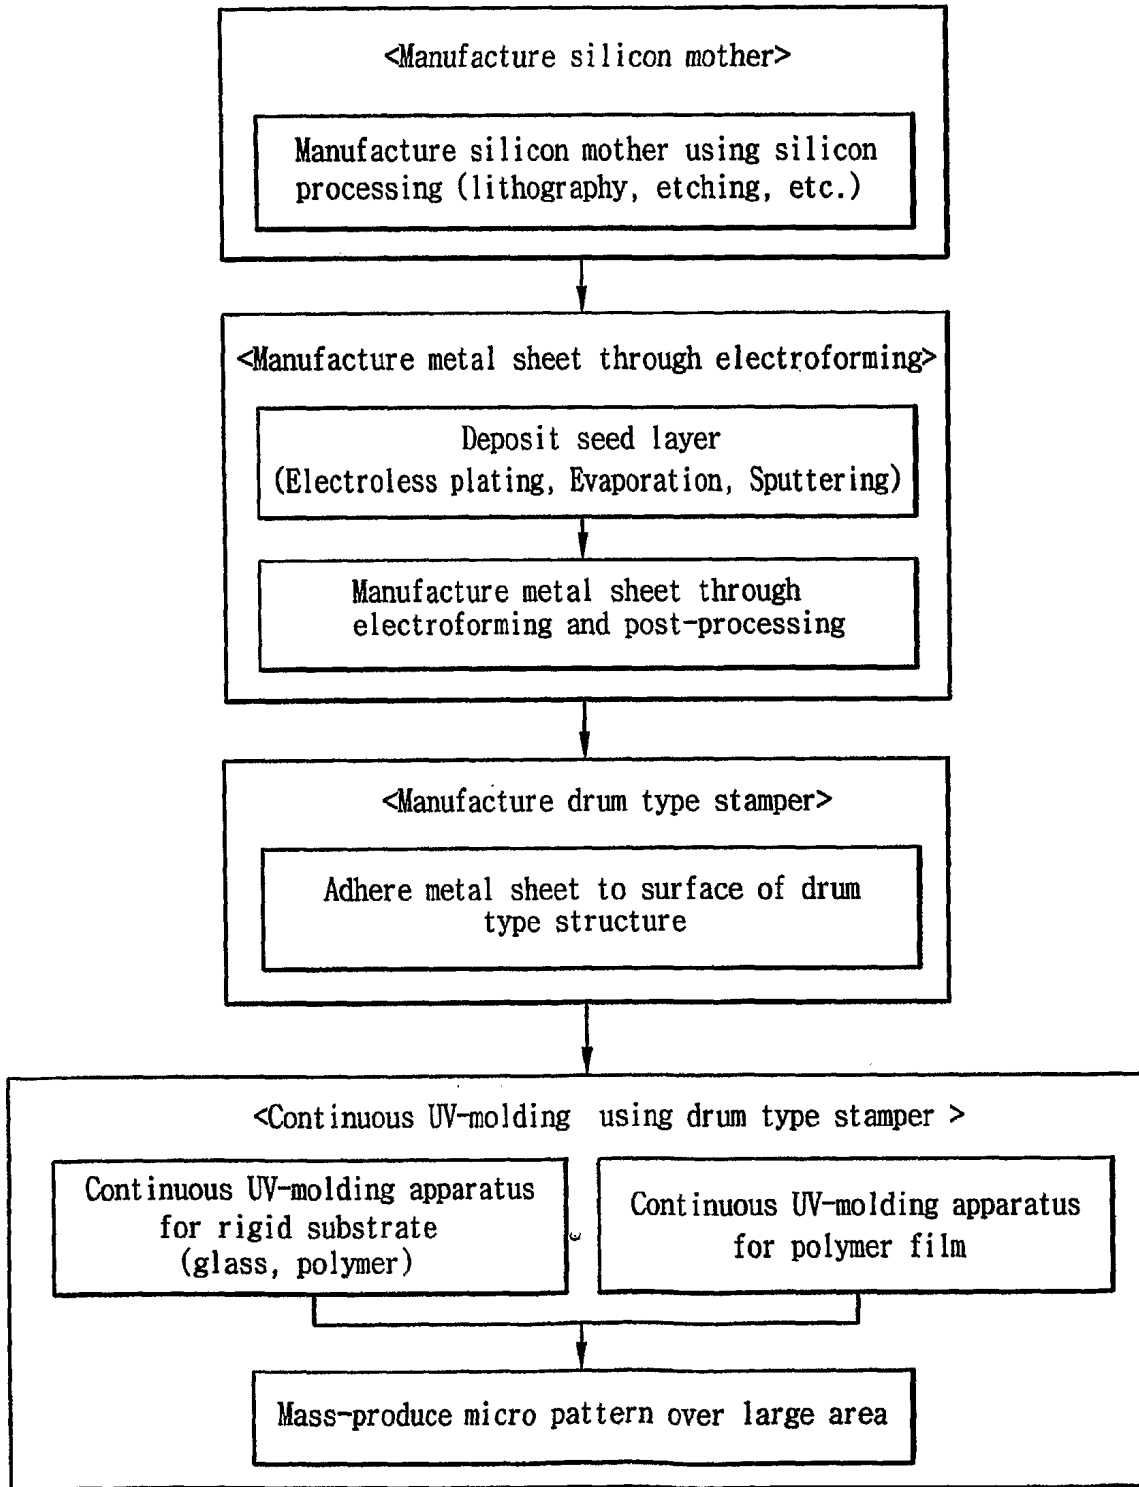 <Manufacture silicon mother>
Manufacture silicon mother using silicon
processing (lithography, etching, etc.)
<Manufacture metal sheet through electroforming>
Deposit seed layer
(Electroless plating, Evaporation, Sputtering)
Manufacture metal sheet through
electroforming and post-processing
<Manufacture drum type stamper>
Adhere metal sheet to surface of drum
type structure
<Continuous UV-molding using drum type stamper >
Continuous UV-molding apparatus
for rigid substrate
(glass, polymer)
Continuous UV-molding apparatus
for polymer film
Mass-produce micro pattern over large area